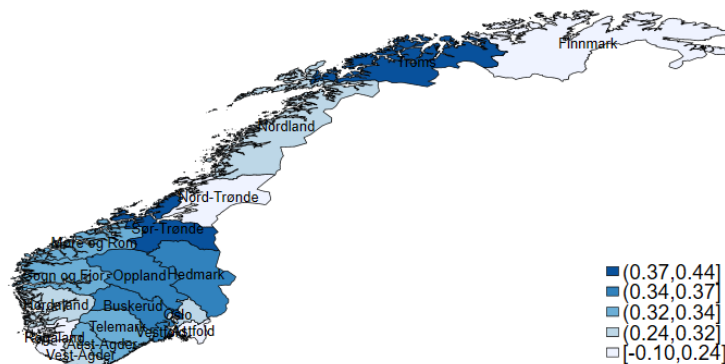 Finnmark
Troms
Nordland
Nord-Trønde
Sør-Trønde
Møre og Rom
Sogn og Fjor
Oppland
Hedmark
Hordaland
Buskerud
Oslo
Telemark
Vestfo
Østfold
Rogaland
Aust-Agder
Vest-Agder
(0.37,0.44]
(0.34,0.37]
(0.32,0.34]
(0.24,0.32]
[-0.10,0.24]